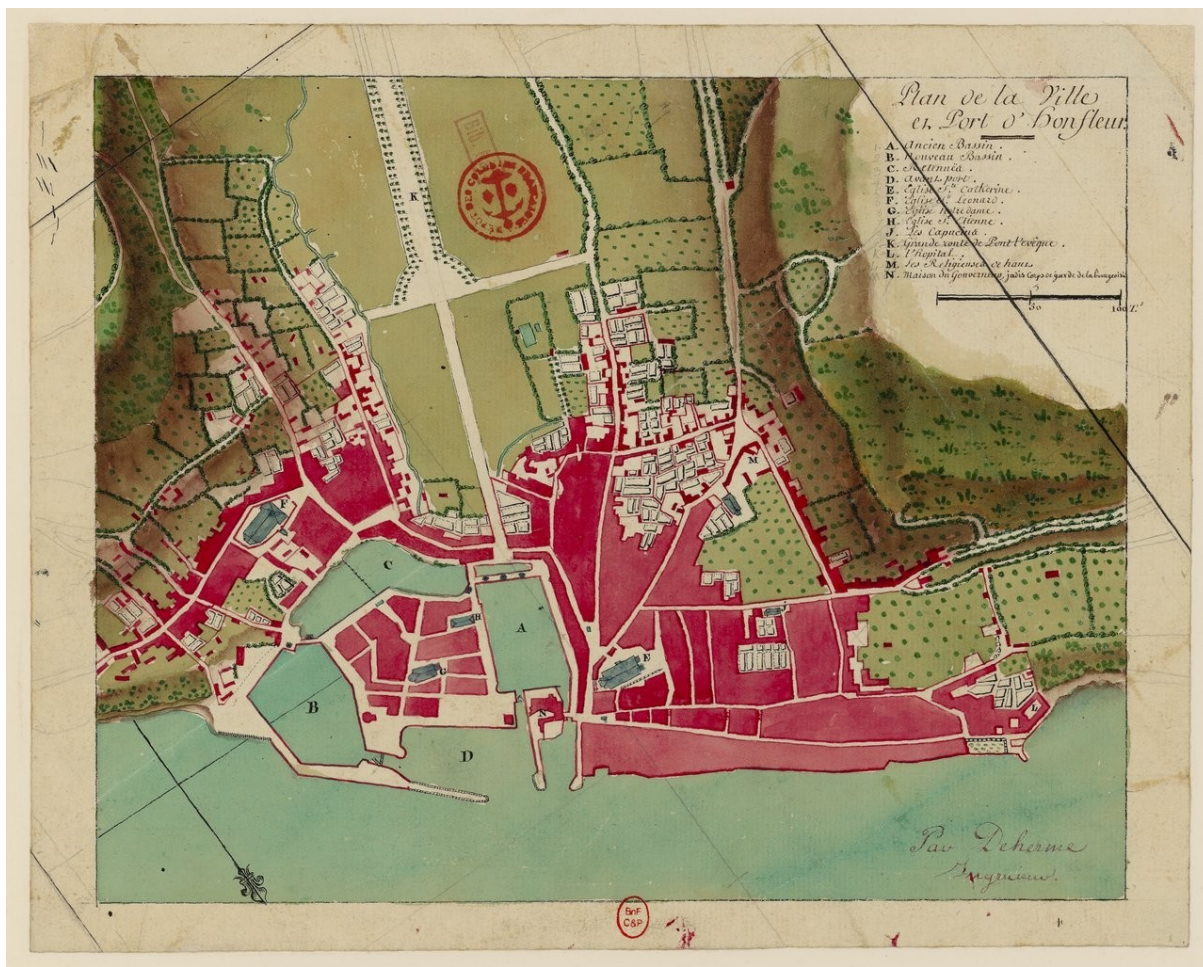 Plan de la Ville
et Port d'honfleur
A. Ancien Bassin.
B. Nouveau Bassin.
C.
D. avant port.
E. Eglise Ste. Catherine.
F. Eglise St. Leonard.
G. Eglise notre dame.
H. Eglise St. Etienne.
J. Les Capucins
K. Grande route de Pont l'evêque.
L. l'hopital.
M. les Religieuses
N. Maison du Gouverneur, jadis Corps de garde de la bourgeoisie
50 100 T.s
K
F
M
C
A
H
E
G
B
N
L
D
Par Deherme
Ingenieur.
BnF
C&P